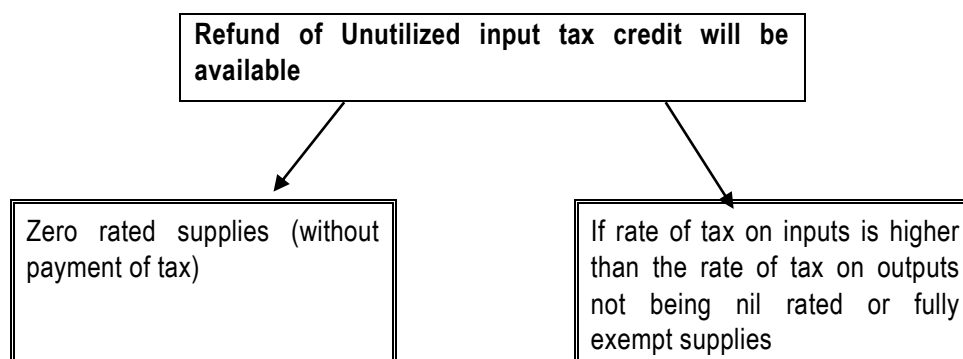 Refund of Unutilized input tax credit will be
available
Zero rated supplies (without
payment of tax)
If rate of tax on inputs is higher
than the rate of tax on outputs
not being nil rated or fully
exempt supplies